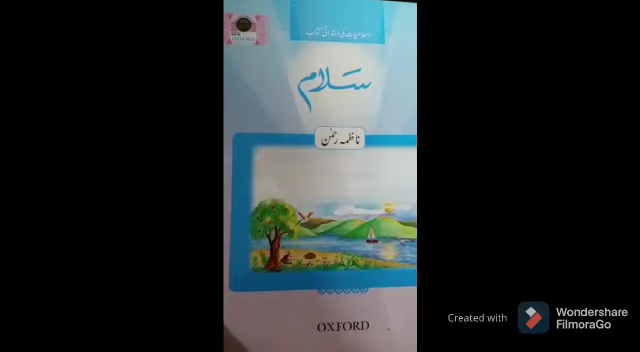 اسلامیات کی ابتدائی کتاب
سلام
ناظمہ رحمٰن
OXFORD
Created with
Wondershare
FilmoraGo